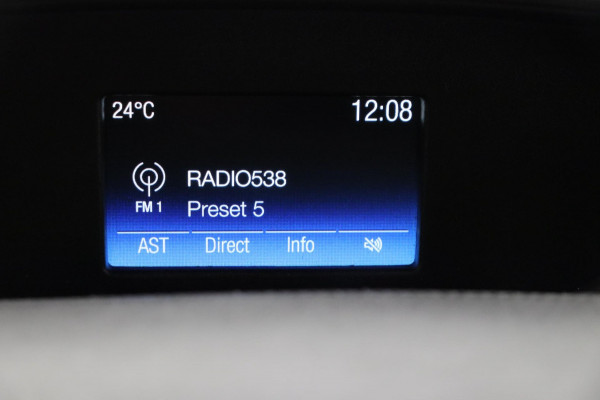 24°C 12:08
RADIO538
FM 1 Preset 5
AST Direct Info